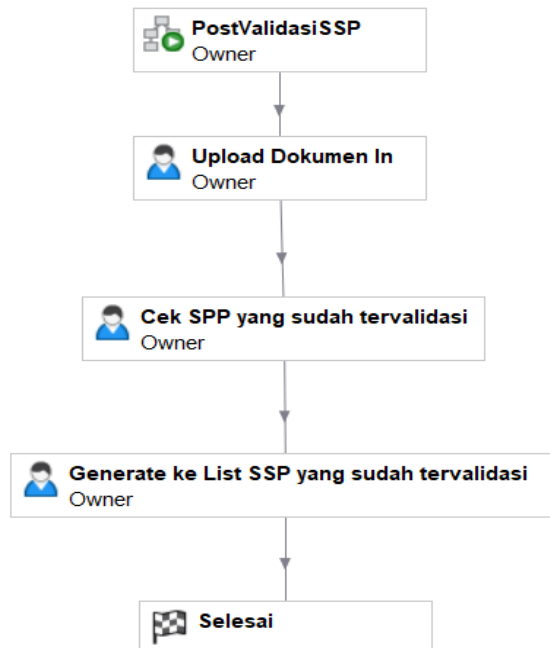 PostValidasiSSP
Owner
Upload Dokumen In
Owner
Cek SPP yang sudah tervalidasi
Owner
Generate ke List SSP yang sudah tervalidasi
Owner
Selesai